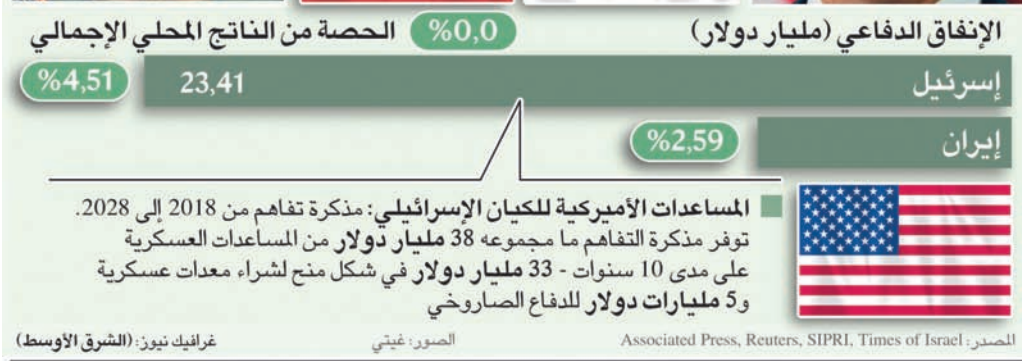 الإنفاق الدفاعي (مليار دولار) %0,0 الحصة من الناتج المحلي الإجمالي
إسرئيل 23,41 %4,51
إيران %2,59
المساعدات الأميركية للكيان الإسرائيلي: مذكرة تفاهم من 2018 إلى 2028.
توفر مذكرة التفاهم ما مجموعه 38 مليار دولار من المساعدات العسكرية
على مدى 10 سنوات - 33 مليار دولار في شكل منح لشراء معدات عسكرية
و5 مليارات دولار للدفاع الصاروخي
المصدر: Associated Press, Reuters, SIPRI, Times of Israel الصور: غيتي غرافيك نيوز: (الشرق الأوسط)